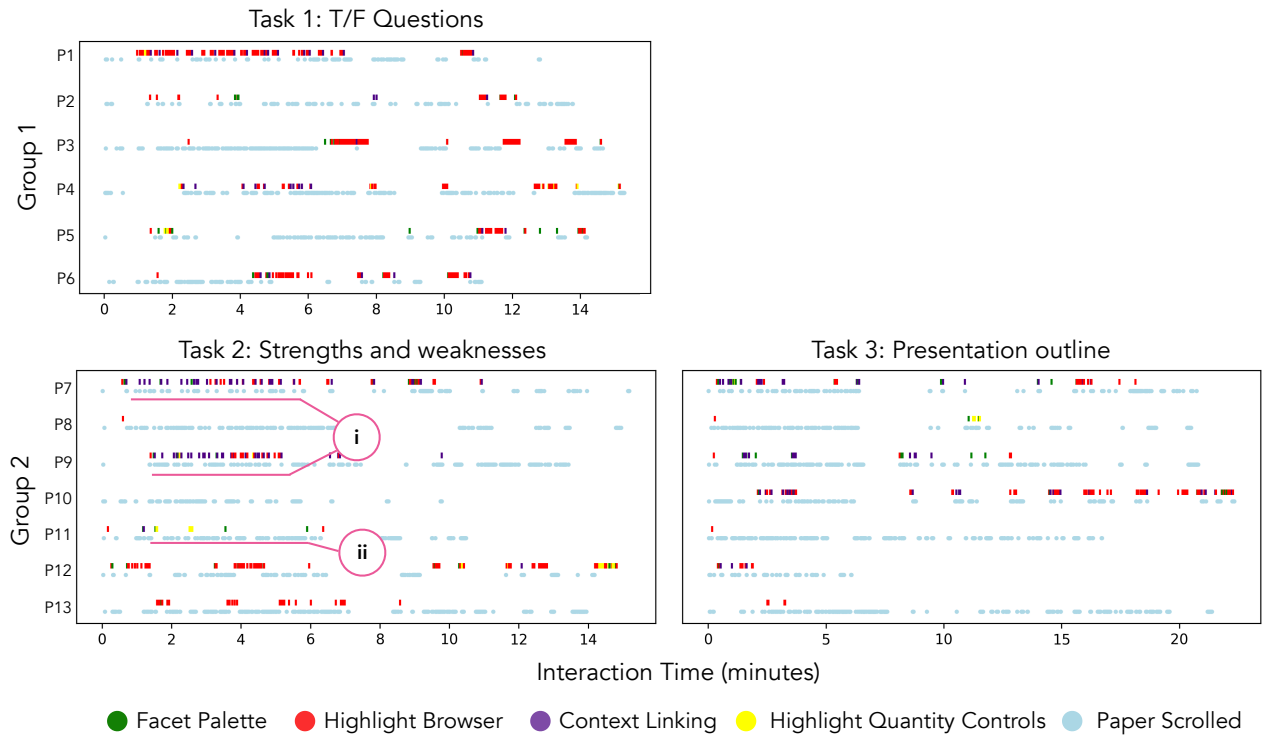 Task 1: T/F Questions
Group 1
P1
P2
P3
P4
P5
P6
0 2 4 6 8 10 12 14
Task 2: Strengths and weaknesses
Group 2
P7
P8
P9
P10
P11
P12
P13
i
ii
0 2 4 6 8 10 12 14
Task 3: Presentation outline
0 5 10 15 20
Interaction Time (minutes)
Facet Palette Highlight Browser Context Linking Highlight Quantity Controls Paper Scrolled